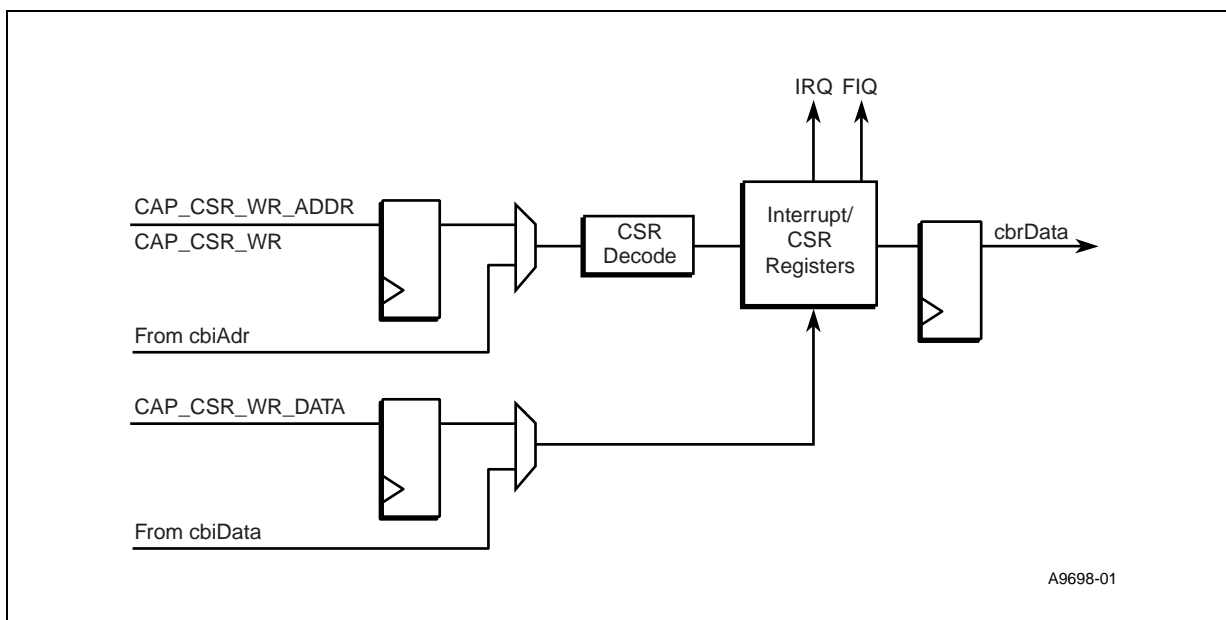 IRQ FIQ
CAP_CSR_WR_ADDR
CAP_CSR_WR
CSR
Decode
Interrupt/
CSR
Registers
cbrData
From cbiAdr
CAP_CSR_WR_DATA
From cbiData
A9698-01